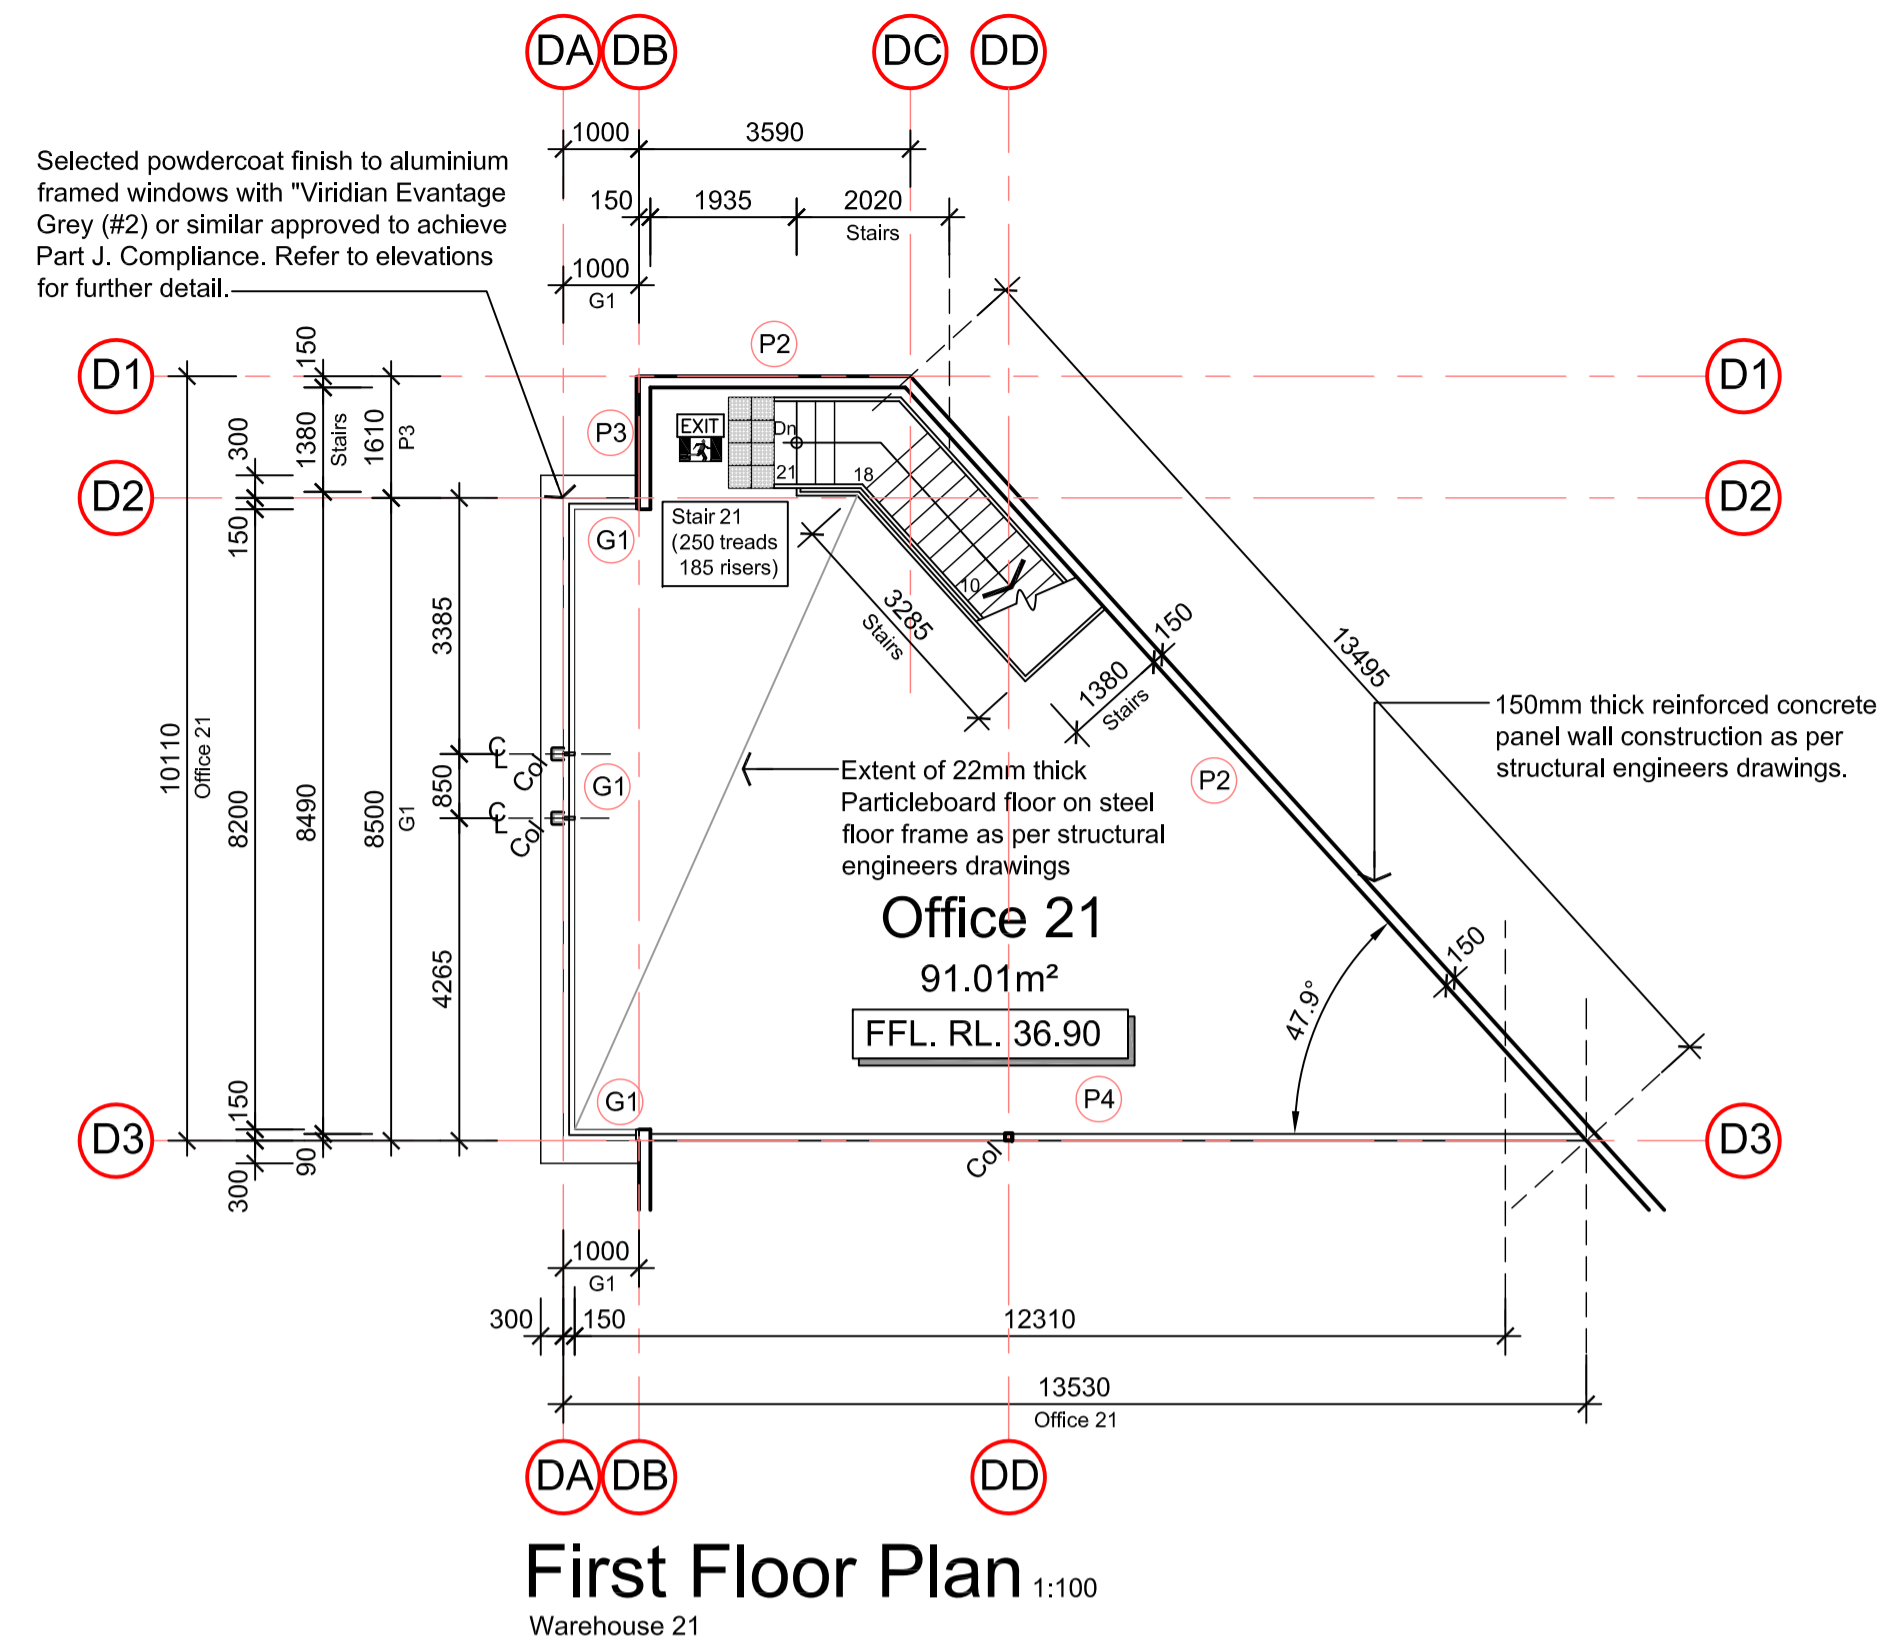 DA DB DC DD
1000 3590
Selected powdercoat finish to aluminium
framed windows with "Viridian Evantage
Grey (#2) or similar approved to achieve
Part J. Compliance. Refer to elevations
for further detail.
150 1935 2020
Stairs
1000
G1
P2
D1 D1
150
1380
Stairs
1610
P3
300
P3
EXIT
Dn
21
18
10
D2 D2
150
G1
Stair 21
(250 treads
185 risers)
3285
Stairs
1380
Stairs
150
13495
3385
850
4265
10110
Office 21
8200
8490
8500
G1
CL
Col
CL
Col
G1
P2
150mm thick reinforced concrete
panel wall construction as per
structural engineers drawings.
Extent of 22mm thick
Particleboard floor on steel
floor frame as per structural
engineers drawings
Office 21
91.01m²
FFL. RL. 36.90
47.9°
150
G1
P4
D3 D3
150
300
90
Col
1000
G1
300 150 12310
13530
Office 21
DA DB DD
First Floor Plan 1:100
Warehouse 21